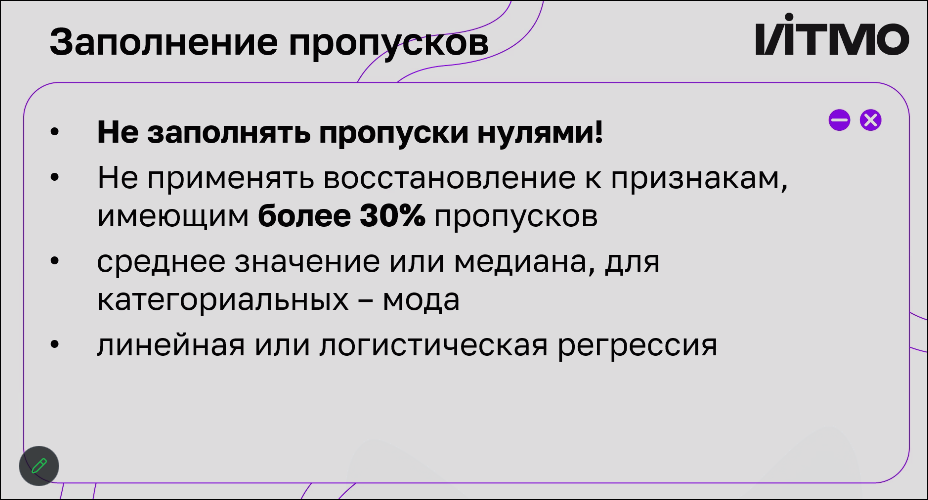 Заполнение пропусков
ИТМО
• Не заполнять пропуски нулями!
• Не применять восстановление к признакам,
имеющим более 30% пропусков
• среднее значение или медиана, для
категориальных – мода
• линейная или логистическая регрессия